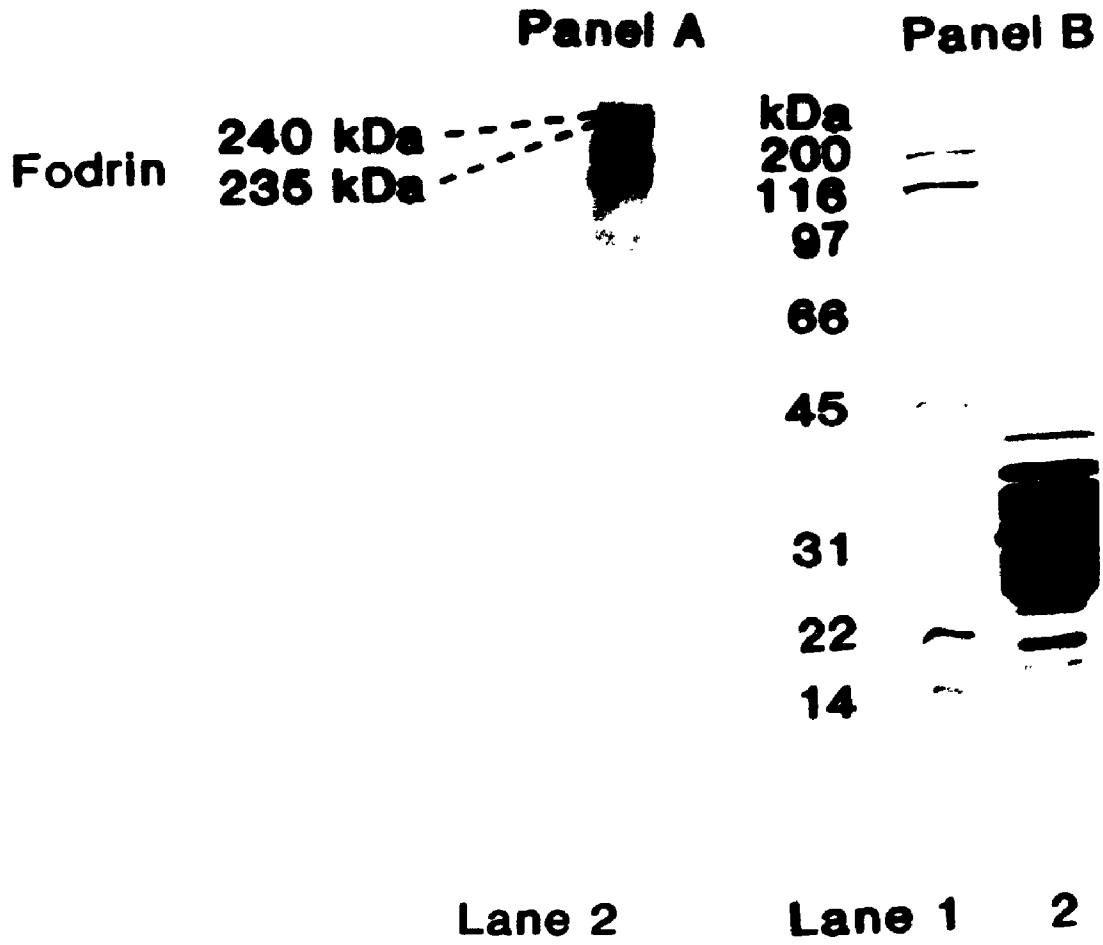 Panel A
Panel B
Fodrin
240 kDa
235 kDa
kDa
200
116
97
66
45
31
22
14
Lane 2
Lane 1 2